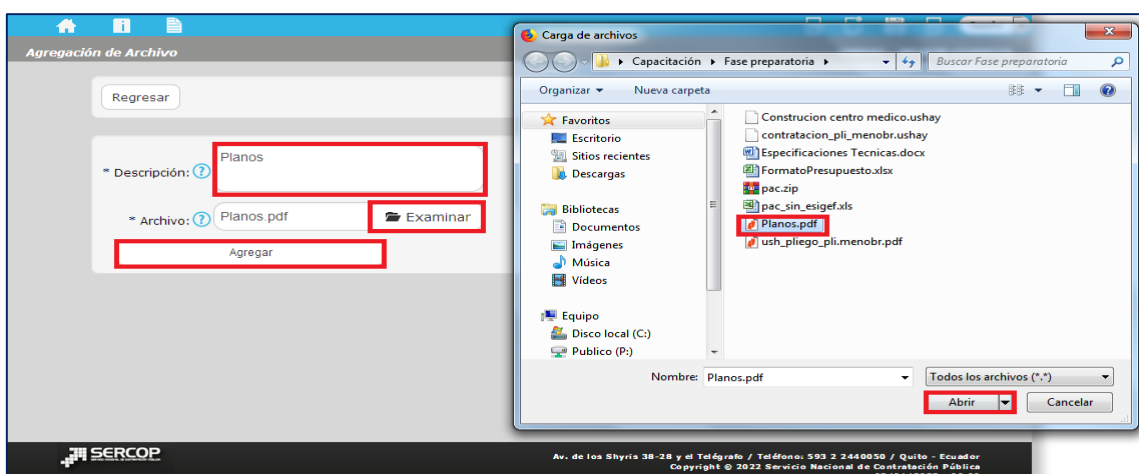 Agregación de Archivo
Regresar
* Descripción: ?
Planos
* Archivo: ?
Planos.pdf
Examinar
Agregar
Carga de archivos
Capacitación ▸ Fase preparatoria ▸
Buscar Fase preparatoria
Organizar
Nueva carpeta
Favoritos
Escritorio
Sitios recientes
Descargas
Bibliotecas
Documentos
Imágenes
Música
Vídeos
Equipo
Disco local (C:)
Publico (P:)
Construcion centro medico.ushay
contratacion_pli_menobr.ushay
Especificaciones Tecnicas.docx
FormatoPresupuesto.xlsx
pac.zip
pac_sin_esigef.xls
Planos.pdf
ush_pliego_pli.menobr.pdf
Nombre: Planos.pdf
Todos los archivos (*.*)
Abrir
Cancelar
SERCOP
Av. de los Shyris 38-28 y el Telégrafo / Teléfono: 593 2 2440050 / Quito - Ecuador
Copyright © 2022 Servicio Nacional de Contratación Pública